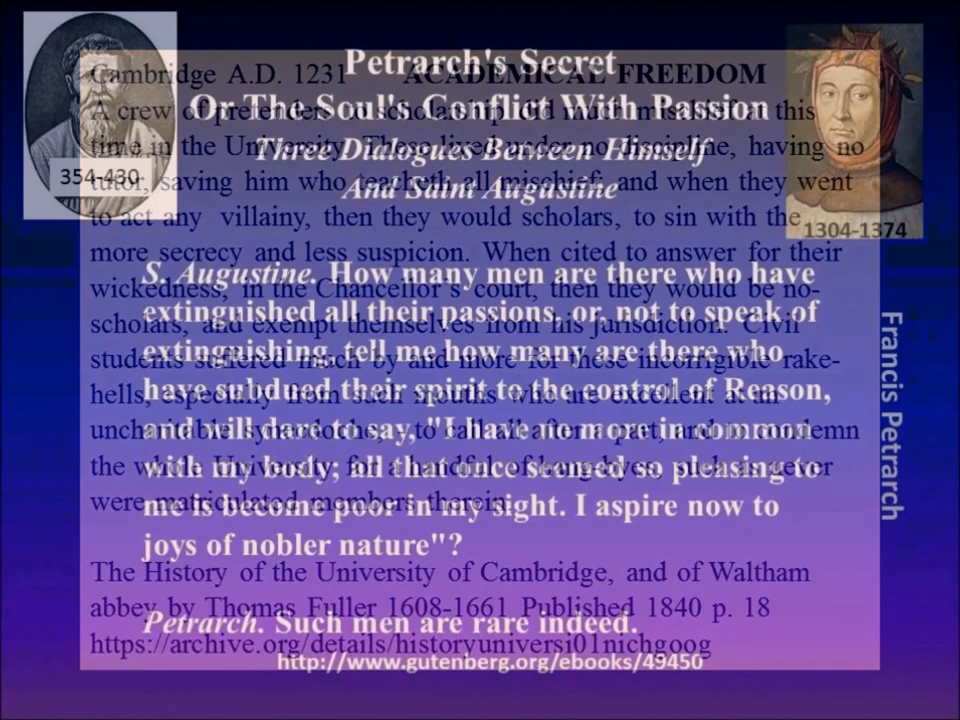 Petrarch's Secret
Or The Soul's Conflict With Passion
Three Dialogues Between Himself
And Saint Augustine
S. Augustine. How many men are there who have
extinguished all their passions, or, not to speak of
extinguishing, tell me how many are there who
have subdued their spirit to the control of Reason,
and will dare to say, "I have no more in common
with my body; all that once seemed so pleasing to
me is become poor in my sight. I aspire now to
joys of nobler nature"?
Petrarch. Such men are rare indeed.
http://www.gutenberg.org/ebooks/49450
354-430
1304-1374
Francis Petrarch
Cambridge A.D. 1231 ACADEMICAL FREEDOM
A crew of pretenders to scholarship did much mischief at this
time in the University. These lived under no discipline, having no
tutor, saving him who teacheth all mischief; and when they went
to act any villainy, then they would scholars, to sin with the
more secrecy and less suspicion. When cited to answer for their
wickedness, in the Chancellor's court, then they would be no-
scholars, and exempt themselves from his jurisdiction. Civil
students suffered much by and more for these incorrigible rake-
hells, especially from such mouths who are excellent at an
uncharitable synecdoche, to call all after a part, and to condemn
the whole University for a handful of hang-byes, such as never
were matriculated members therein.
The History of the University of Cambridge, and of Waltham
abbey by Thomas Fuller 1608-1661 Published 1840 p. 18
https://archive.org/details/historyuniversi01nichgoog